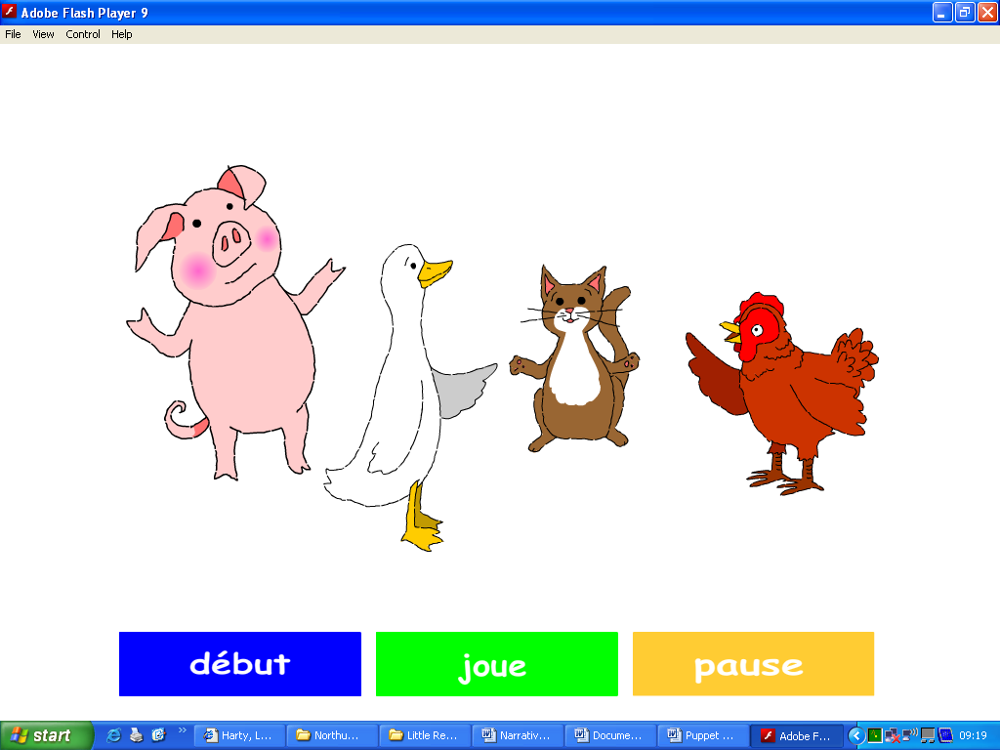 Adobe Flash Player 9
File View Control Help
début joue pause
start Harty, L... Northu... Little Re... Narrativ... Docume... Puppet ... Adobe F... 09:19